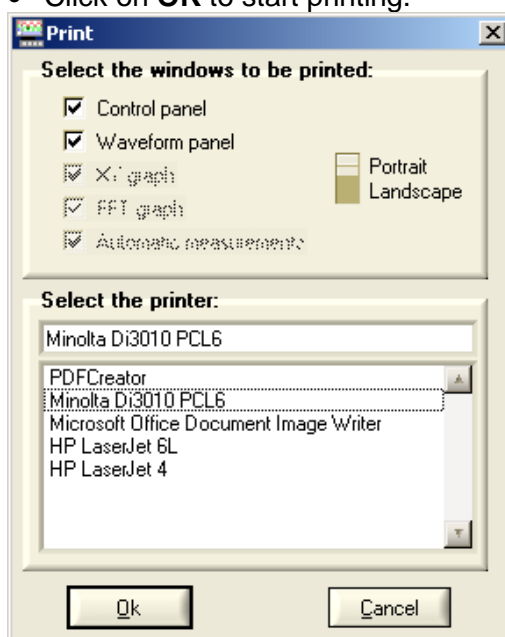 • Click on OK to start printing.
Print
Select the windows to be printed:
Control panel
Waveform panel
XY graph
FFT graph
Automatic measurements
Portrait
Landscape
Select the printer:
Minolta Di3010 PCL6
PDFCreator
Minolta Di3010 PCL6
Microsoft Office Document Image Writer
HP LaserJet 6L
HP LaserJet 4
Ok
Cancel